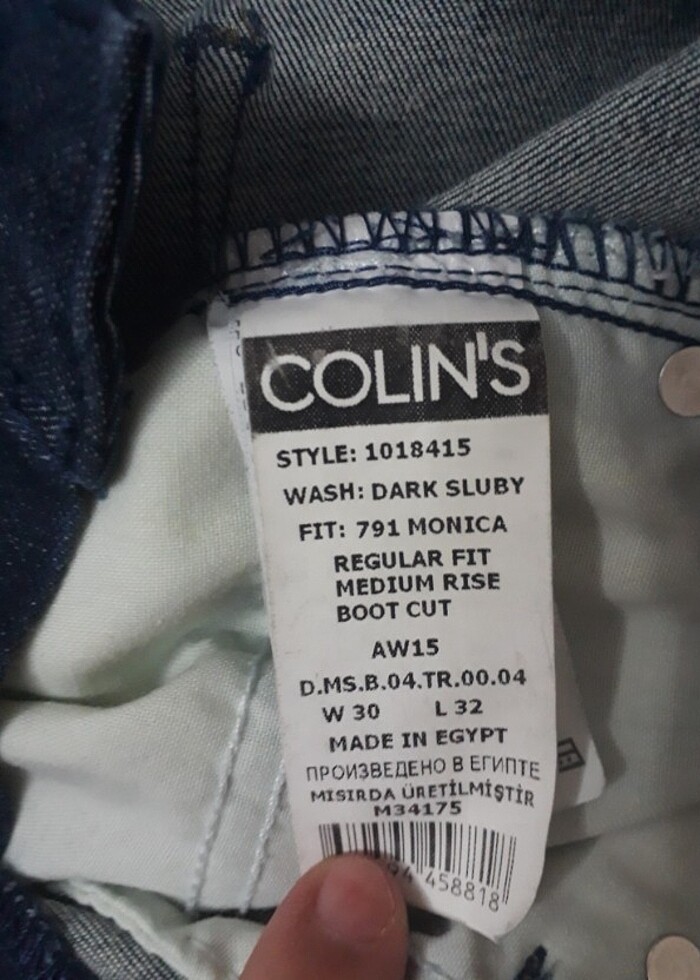 COLIN'S
STYLE: 1018415
WASH: DARK SLUBY
FIT: 791 MONICA
REGULAR FIT
MEDIUM RISE
BOOT CUT
AW15
D.MS.B.04.TR.00.04
W 30 L 32
MADE IN EGYPT
ПРОИЗВЕДЕНО В ЕГИПТЕ
MISIRDA ÜRETİLMİŞTİR
M34175
458818